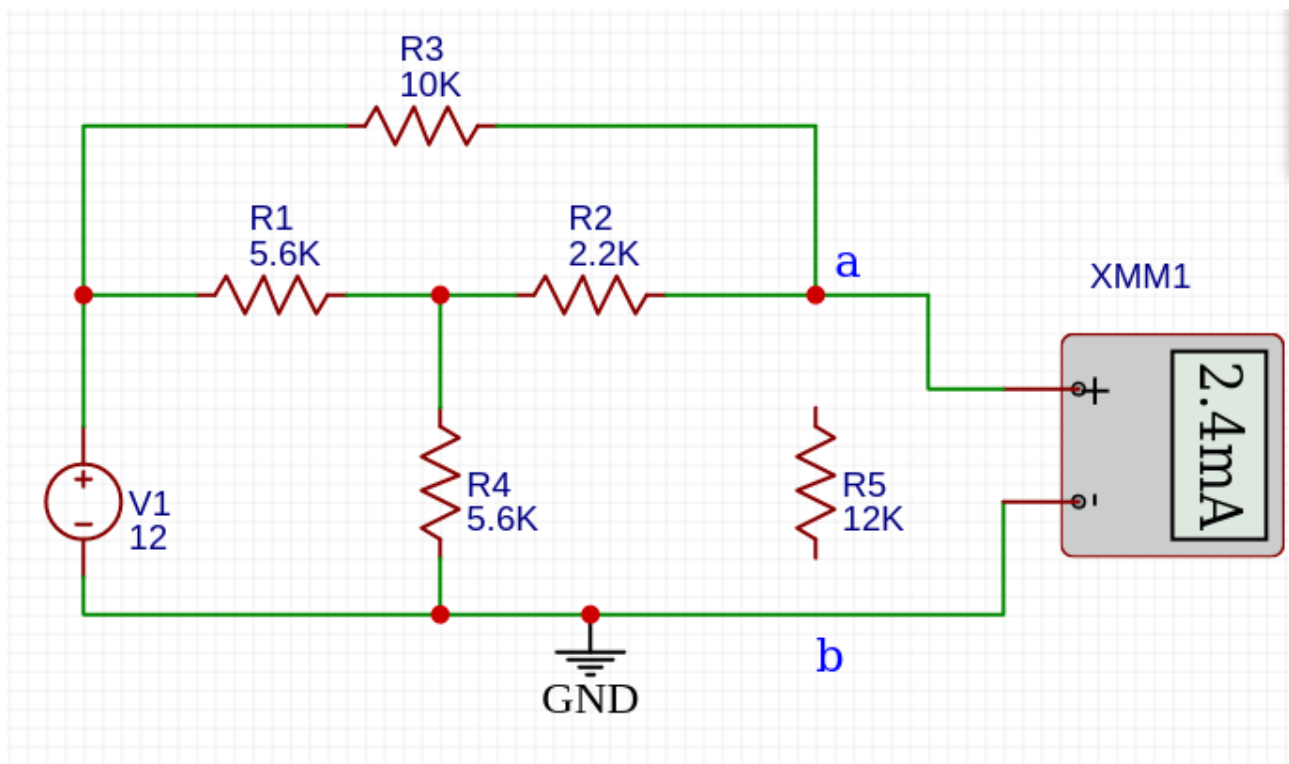 R3
10K
R1
5.6K
R2
2.2K
a
XMM1
+
-
2.4mA
+
−
V1
12
R4
5.6K
R5
12K
b
GND